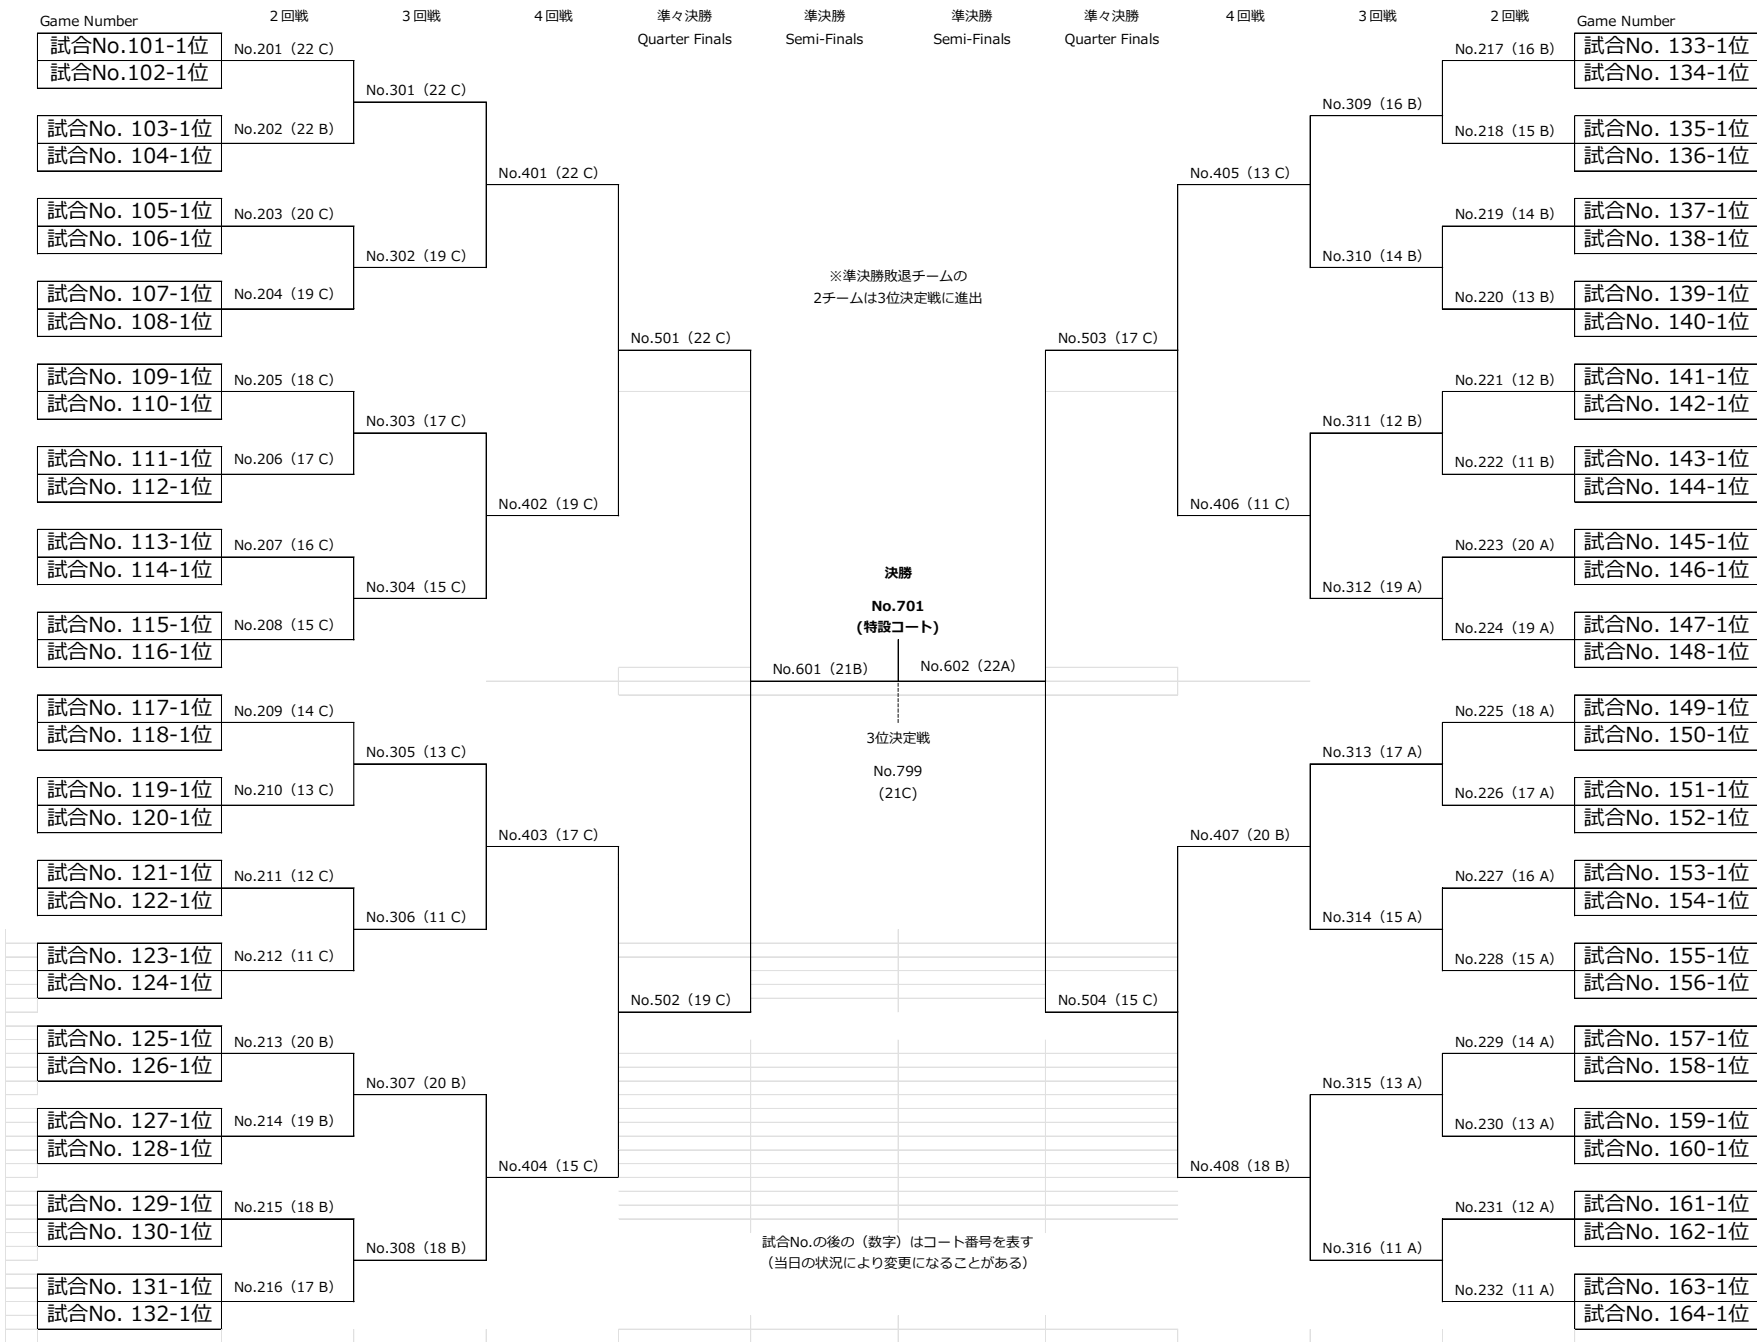 Game Number
2回戦
3回戦
4回戦
準々決勝
Quarter Finals
準決勝
Semi-Finals
準決勝
Semi-Finals
準々決勝
Quarter Finals
4回戦
3回戦
2回戦
Game Number
試合No.101-1位
試合No.102-1位
No.201（22 C）
試合No. 103-1位
試合No. 104-1位
No.202（22 B）
No.301（22 C）
試合No. 105-1位
試合No. 106-1位
No.203（20 C）
試合No. 107-1位
試合No. 108-1位
No.204（19 C）
No.302（19 C）
No.401（22 C）
試合No. 109-1位
試合No. 110-1位
No.205（18 C）
試合No. 111-1位
試合No. 112-1位
No.206（17 C）
No.303（17 C）
試合No. 113-1位
試合No. 114-1位
No.207（16 C）
試合No. 115-1位
試合No. 116-1位
No.208（15 C）
No.304（15 C）
No.402（19 C）
No.501（22 C）
試合No. 117-1位
試合No. 118-1位
No.209（14 C）
試合No. 119-1位
試合No. 120-1位
No.210（13 C）
No.305（13 C）
試合No. 121-1位
試合No. 122-1位
No.211（12 C）
試合No. 123-1位
試合No. 124-1位
No.212（11 C）
No.306（11 C）
No.403（17 C）
試合No. 125-1位
試合No. 126-1位
No.213（20 B）
試合No. 127-1位
試合No. 128-1位
No.214（19 B）
No.307（20 B）
試合No. 129-1位
試合No. 130-1位
No.215（18 B）
試合No. 131-1位
試合No. 132-1位
No.216（17 B）
No.308（18 B）
No.404（15 C）
No.502（19 C）
※準決勝敗退チームの
2チームは3位決定戦に進出
決勝
No.701
(特設コート)
No.601（21B）
No.602（22A）
3位決定戦
No.799
(21C)
試合No.の後の（数字）はコート番号を表す
（当日の状況により変更になることがある）
No.217（16 B）
試合No. 133-1位
試合No. 134-1位
No.218（15 B）
試合No. 135-1位
試合No. 136-1位
No.309（16 B）
No.219（14 B）
試合No. 137-1位
試合No. 138-1位
No.220（13 B）
試合No. 139-1位
試合No. 140-1位
No.310（14 B）
No.405（13 C）
No.221（12 B）
試合No. 141-1位
試合No. 142-1位
No.222（11 B）
試合No. 143-1位
試合No. 144-1位
No.311（12 B）
No.223（20 A）
試合No. 145-1位
試合No. 146-1位
No.224（19 A）
試合No. 147-1位
試合No. 148-1位
No.312（19 A）
No.406（11 C）
No.503（17 C）
No.225（18 A）
試合No. 149-1位
試合No. 150-1位
No.226（17 A）
試合No. 151-1位
試合No. 152-1位
No.313（17 A）
No.227（16 A）
試合No. 153-1位
試合No. 154-1位
No.228（15 A）
試合No. 155-1位
試合No. 156-1位
No.314（15 A）
No.407（20 B）
No.229（14 A）
試合No. 157-1位
試合No. 158-1位
No.230（13 A）
試合No. 159-1位
試合No. 160-1位
No.315（13 A）
No.231（12 A）
試合No. 161-1位
試合No. 162-1位
No.232（11 A）
試合No. 163-1位
試合No. 164-1位
No.316（11 A）
No.408（18 B）
No.504（15 C）